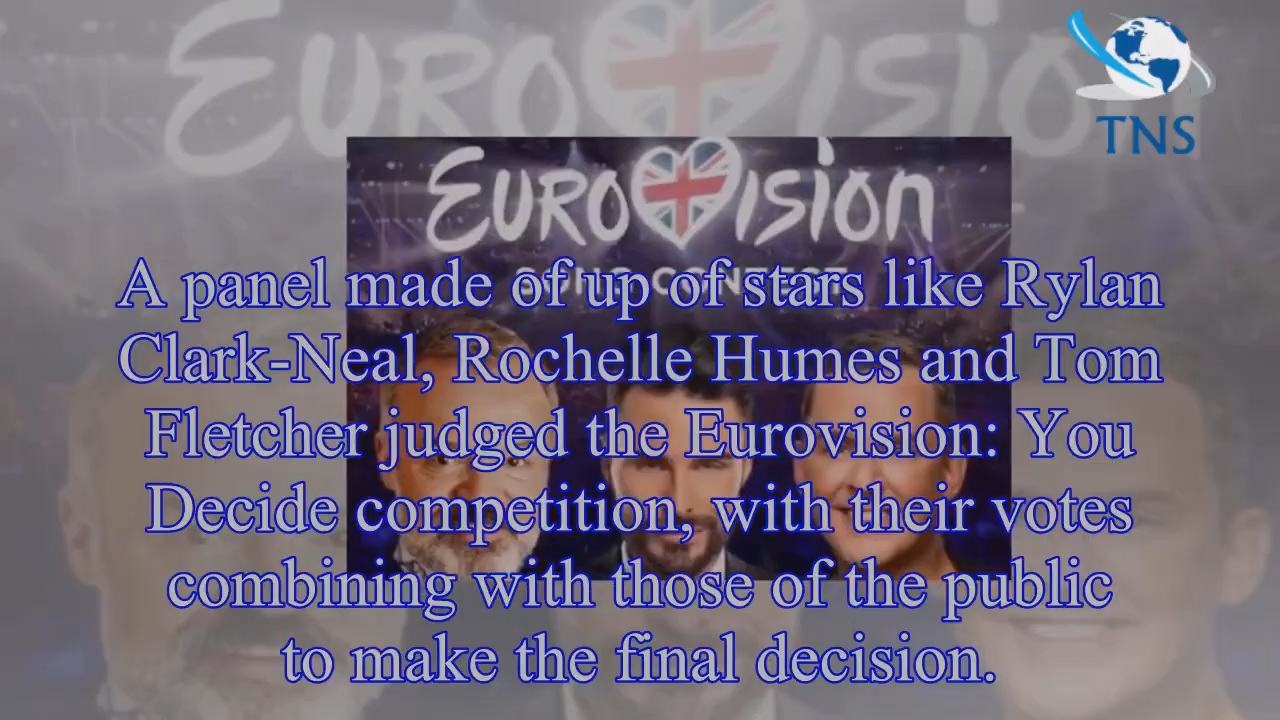 EUROVISION
TNS
EUROVISION
SONG CONTEST
A panel made of up of stars like Rylan
Clark-Neal, Rochelle Humes and Tom
Fletcher judged the Eurovision: You
Decide competition, with their votes
combining with those of the public
to make the final decision.